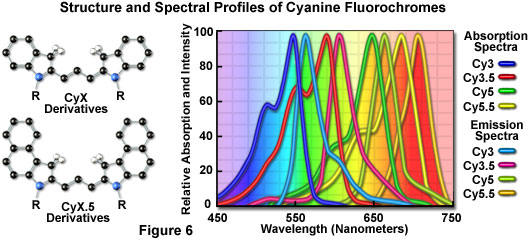 Structure and Spectral Profiles of Cyanine Fluorochromes
N
N
R
R
CyX
Derivatives
N
N
R
R
CyX.5
Derivatives
Figure 6
Relative Absorption and Intensity
100
80
60
40
20
0
450
550
650
750
Wavelength (Nanometers)
Absorption
Spectra
Cy3
Cy3.5
Cy5
Cy5.5
Emission
Spectra
Cy3
Cy3.5
Cy5
Cy5.5